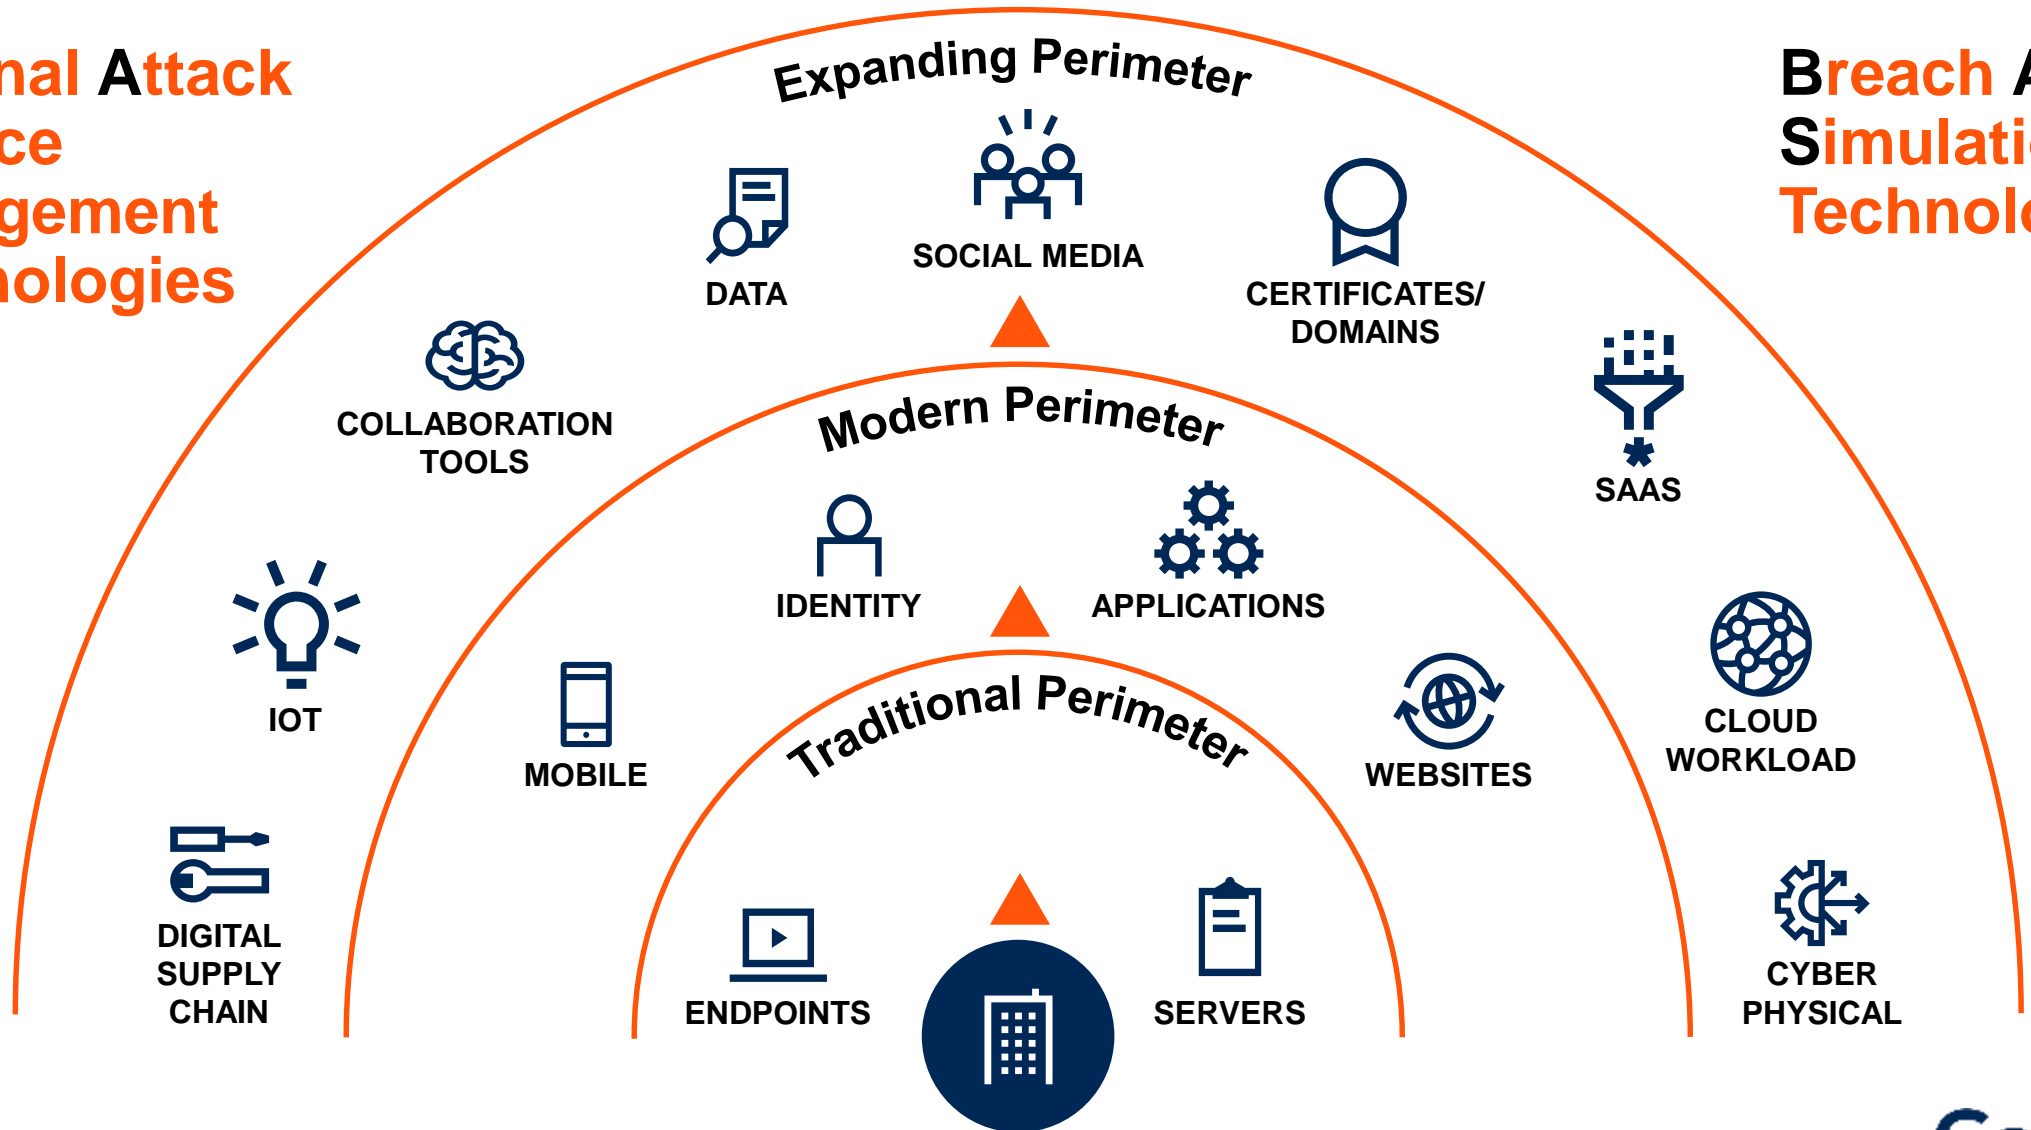 nal Attack
ce
gement
nologies
Breach A
Simulati
Technol
Expanding Perimeter
DATA
SOCIAL MEDIA
CERTIFICATES/
DOMAINS
COLLABORATION
TOOLS
SAAS
IOT
CLOUD
WORKLOAD
DIGITAL
SUPPLY
CHAIN
CYBER
PHYSICAL
Modern Perimeter
IDENTITY
APPLICATIONS
MOBILE
WEBSITES
Traditional Perimeter
ENDPOINTS
SERVERS